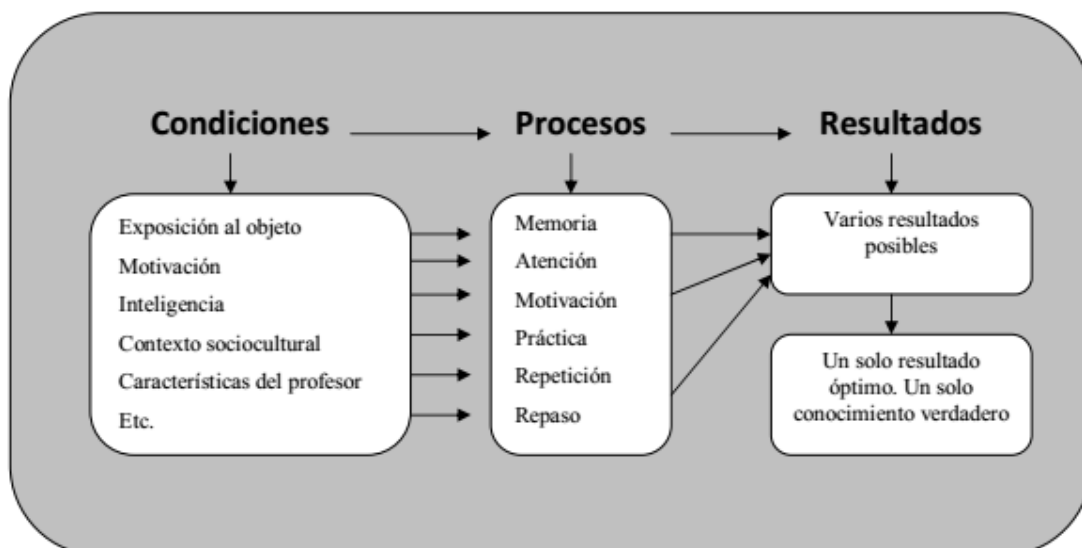 Condiciones
Procesos
Resultados
Exposición al objeto
Motivación
Inteligencia
Contexto sociocultural
Características del profesor
Etc.
Memoria
Atención
Motivación
Práctica
Repetición
Repaso
Varios resultados
posibles
Un solo resultado
óptimo. Un solo
conocimiento verdadero